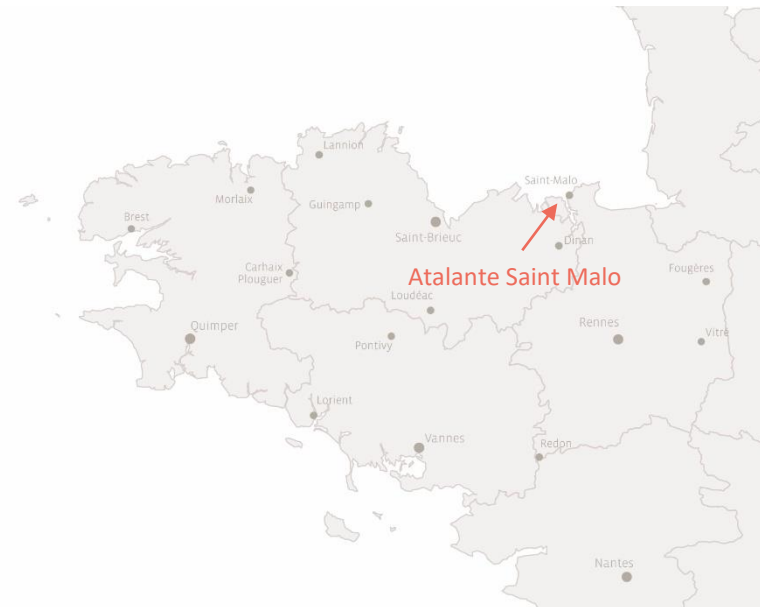 Lannion
Saint-Malo
Morlaix
Guingamp
Brest
Saint-Brieuc
Dinan
Carhaix
Plouguer
Atalante Saint Malo
Fougères
Loudéac
Quimper
Rennes
Vitré
Pontivy
Lorient
Vannes
Redon
Nantes